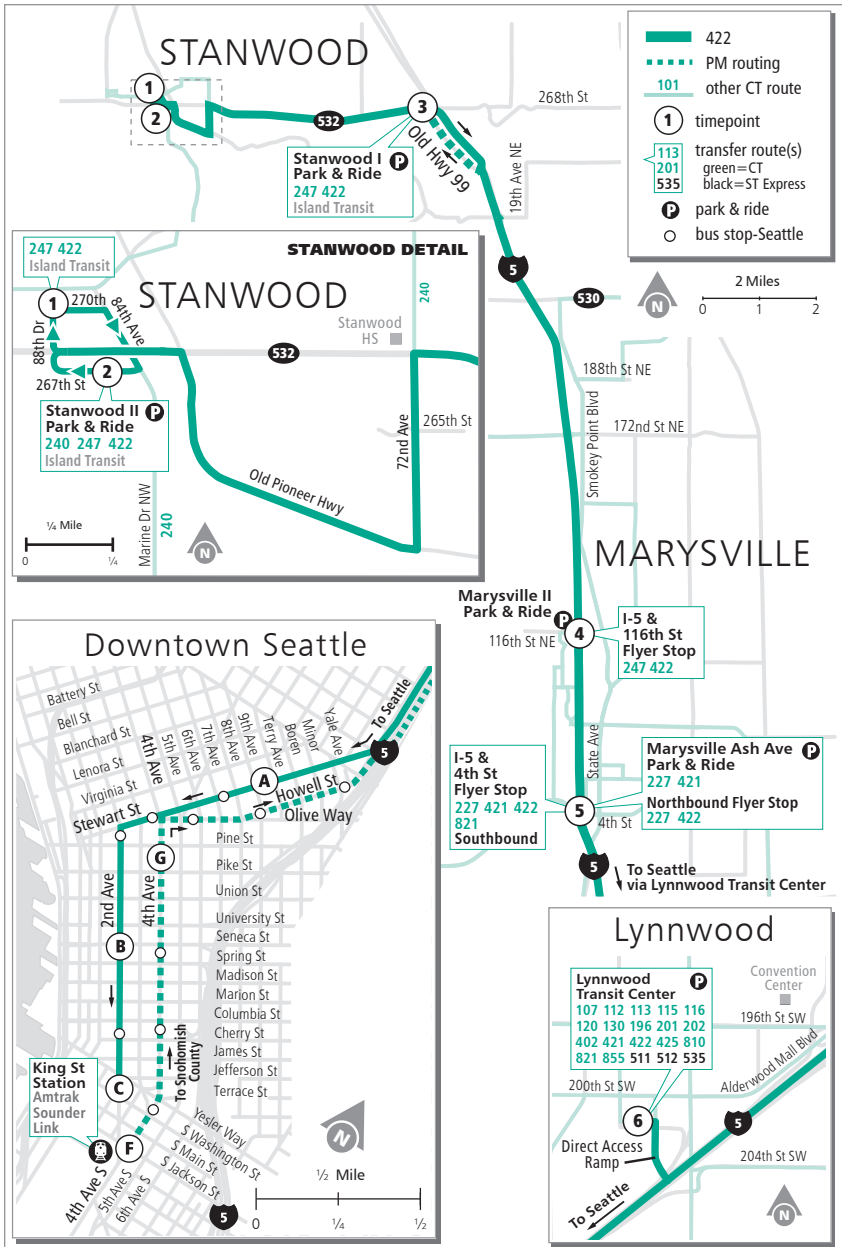 STANWOOD
1
2
532
3
268th St
Old Hwy 99
19th Ave NE
Stanwood I
Park & Ride
P
247 422
Island Transit
5
422
PM routing
101
other CT route
1
timepoint
113
201
535
transfer route(s)
green=CT
black=ST Express
P
park & ride
bus stop-Seattle
N
2 Miles
0
1
2
530
188th St NE
Smokey Point Blvd
172nd St NE
MARYSVILLE
Marysville II
Park & Ride
P
116th St NE
4
I-5 &
116th St
Flyer Stop
247 422
State Ave
I-5 &
4th St
Flyer Stop
227 421 422
821
Southbound
5
Marysville Ash Ave
Park & Ride
P
227 421
Northbound Flyer Stop
227 422
4th St
5
To Seattle
via Lynnwood Transit Center
STANWOOD DETAIL
247 422
Island Transit
STANWOOD
1
270th
84th Ave
88th Dr
267th St
2
532
Stanwood
HS
240
Stanwood II
Park & Ride
P
240 247 422
Island Transit
265th St
72nd Ave
Old Pioneer Hwy
Marine Dr NW
240
¼ Mile
0
¼
N
Downtown Seattle
Battery St
Bell St
Blanchard St
Lenora St
Virginia St
Stewart St
4th Ave
5th Ave
6th Ave
7th Ave
8th Ave
9th Ave
Terry Ave
Boren
Minor
Yale Ave
To Seattle
5
A
Howell St
Olive Way
G
Pine St
Pike St
Union St
University St
Seneca St
Spring St
Madison St
Marion St
Columbia St
Cherry St
James St
Jefferson St
Terrace St
2nd Ave
4th Ave
B
To Snohomish
County
C
King St
Station
Amtrak
Sounder
Link
F
Yesler Way
S Washington St
S Main St
S Jackson St
4th Ave S
5th Ave S
6th Ave S
5
N
½ Mile
0
¼
½
Lynnwood
Lynnwood
Transit Center
P
107 112 113 115 116
120 130 196 201 202
402 421 422 425 810
821 855 511 512 535
Convention
Center
196th St SW
Alderwood Mall Blvd
200th St SW
6
5
Direct Access
Ramp
204th St SW
To Seattle
N